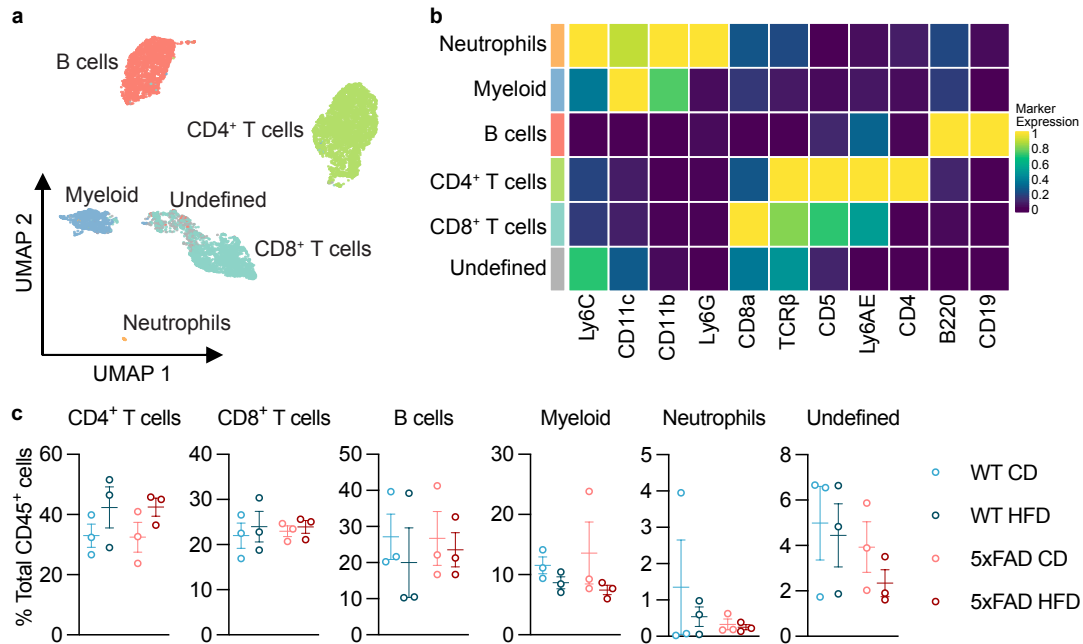 a
B cells
CD4⁺ T cells
Myeloid
Undefined
CD8⁺ T cells
Neutrophils
UMAP 2
UMAP 1
b
Neutrophils
Myeloid
B cells
CD4⁺ T cells
CD8⁺ T cells
Undefined
Ly6C
CD11c
CD11b
Ly6G
CD8a
TCRβ
CD5
Ly6AE
CD4
B220
CD19
Marker
Expression
1
0.8
0.6
0.4
0.2
0
c
% Total CD45⁺ cells
CD4⁺ T cells
60
40
20
0
CD8⁺ T cells
40
30
20
10
0
B cells
50
40
30
20
10
0
Myeloid
30
20
10
0
Neutrophils
5
4
3
2
1
0
Undefined
8
6
4
2
0
WT CD
WT HFD
5xFAD CD
5xFAD HFD